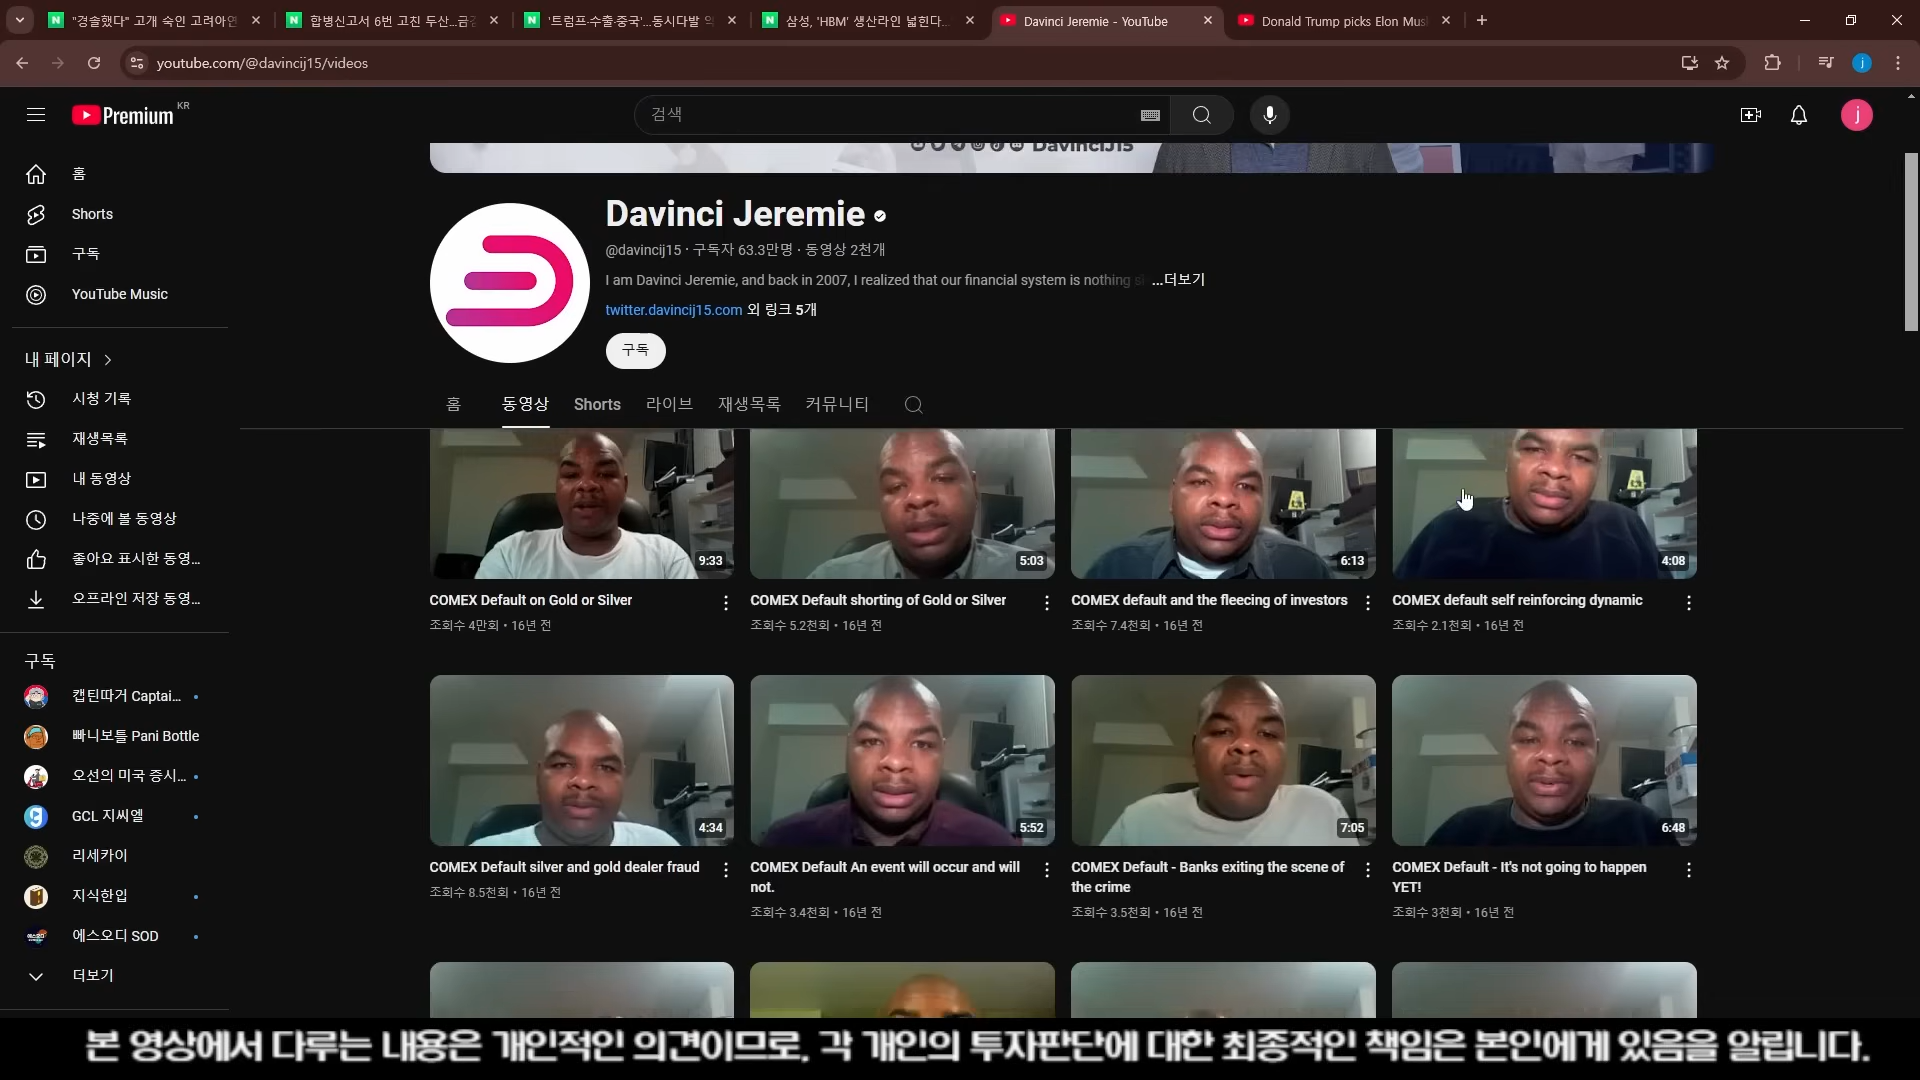 "경솔했다" 고개 숙인 고려아연
합병신고서 6번 고친 두산...금감
'트럼프·수출·중국'...동시다발 악
삼성, 'HBM' 생산라인 넓힌다...
Davinci Jeremie - YouTube
Donald Trump picks Elon Mus
youtube.com/@davincij15/videos
j
Premium KR
검색
j
DavinciJ15
홈
Shorts
구독
YouTube Music
내 페이지
시청 기록
재생목록
내 동영상
나중에 볼 동영상
좋아요 표시한 동영...
오프라인 저장 동영...
구독
캡틴따거 Captai...
빠니보틀 Pani Bottle
오선의 미국 증시...
GCL 지씨엘
리세카이
지식한입
에스오디 SOD
더보기
Davinci Jeremie
@davincij15 · 구독자 63.3만명 · 동영상 2천개
I am Davinci Jeremie, and back in 2007, I realized that our financial system is nothing ...더보기
twitter.davincij15.com 외 링크 5개
구독
홈 동영상 Shorts 라이브 재생목록 커뮤니티
9:33 5:03 6:13 4:08
COMEX Default on Gold or Silver
조회수 4만회 • 16년 전
COMEX Default shorting of Gold or Silver
조회수 5.2천회 • 16년 전
COMEX default and the fleecing of investors
조회수 7.4천회 • 16년 전
COMEX default self reinforcing dynamic
조회수 2.1천회 • 16년 전
4:34 5:52 7:05 6:48
COMEX Default silver and gold dealer fraud
조회수 8.5천회 • 16년 전
COMEX Default An event will occur and will
not.
조회수 3.4천회 • 16년 전
COMEX Default - Banks exiting the scene of
the crime
조회수 3.5천회 • 16년 전
COMEX Default - It's not going to happen
YET!
조회수 3천회 • 16년 전
본 영상에서 다루는 내용은 개인적인 의견이므로, 각 개인의 투자판단에 대한 최종적인 책임은 본인에게 있음을 알립니다.